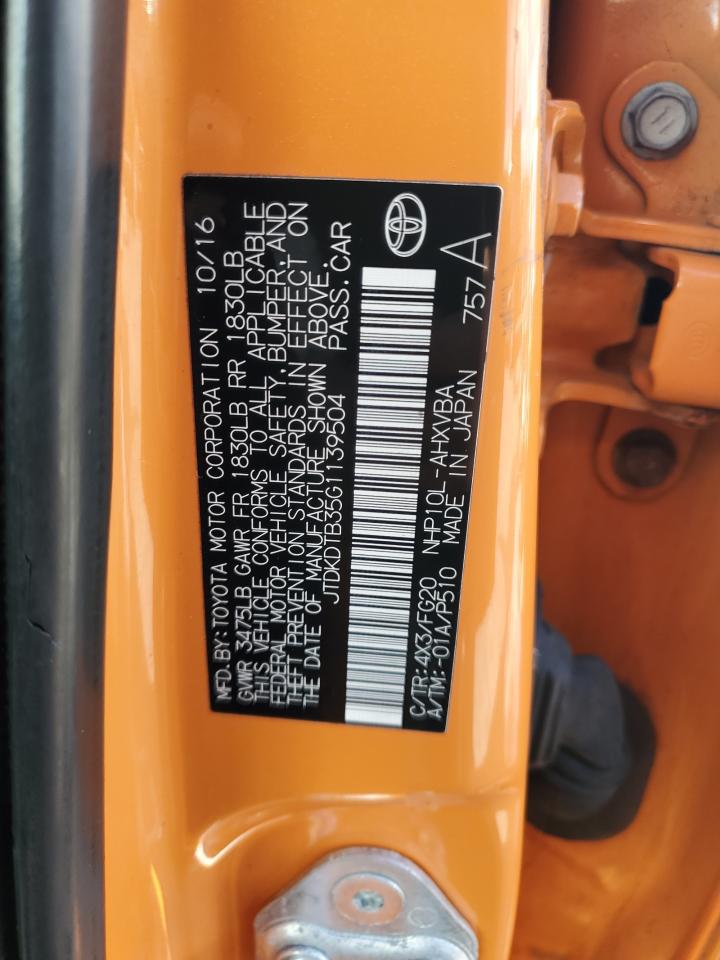 MFD.BY:TOYOTA MOTOR CORPORATION 10/16
GVWR 3475LB GAWR FR 1830LB RR 1830LB
THIS VEHICLE CONFORMS TO ALL APPLICABLE
FEDERAL MOTOR VEHICLE SAFETY,BUMPER,AND
THEFT PREVENTION STANDARDS IN EFFECT ON
THE DATE OF MANUFACTURE SHOWN ABOVE.
JTDKDTB35G1139504 PASS.CAR
C/TR:4X3/FG20 NHP10L-AHXVBA
A/TM:-01A/P510 MADE IN JAPAN 757 A